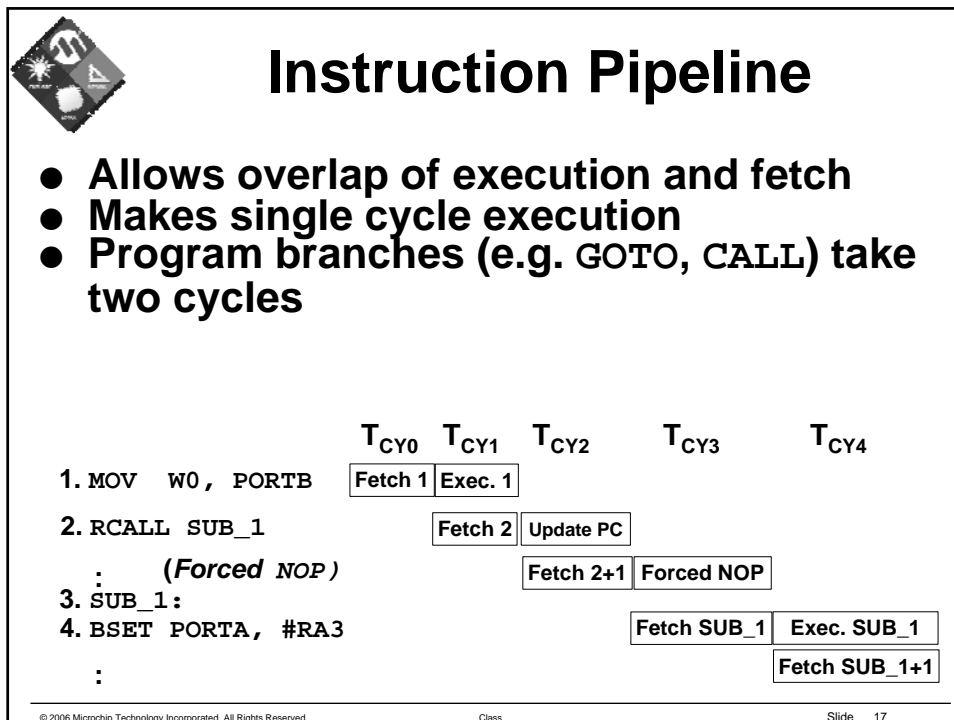 Instruction Pipeline
● Allows overlap of execution and fetch
● Makes single cycle execution
● Program branches (e.g. GOTO, CALL) take
two cycles
TCY0 TCY1 TCY2 TCY3 TCY4
1. MOV W0, PORTB Fetch 1 Exec. 1
2. RCALL SUB_1 Fetch 2 Update PC
: (Forced NOP) Fetch 2+1 Forced NOP
3. SUB_1:
4. BSET PORTA, #RA3 Fetch SUB_1 Exec. SUB_1
: Fetch SUB_1+1
© 2006 Microchip Technology Incorporated. All Rights Reserved. Class Slide 17